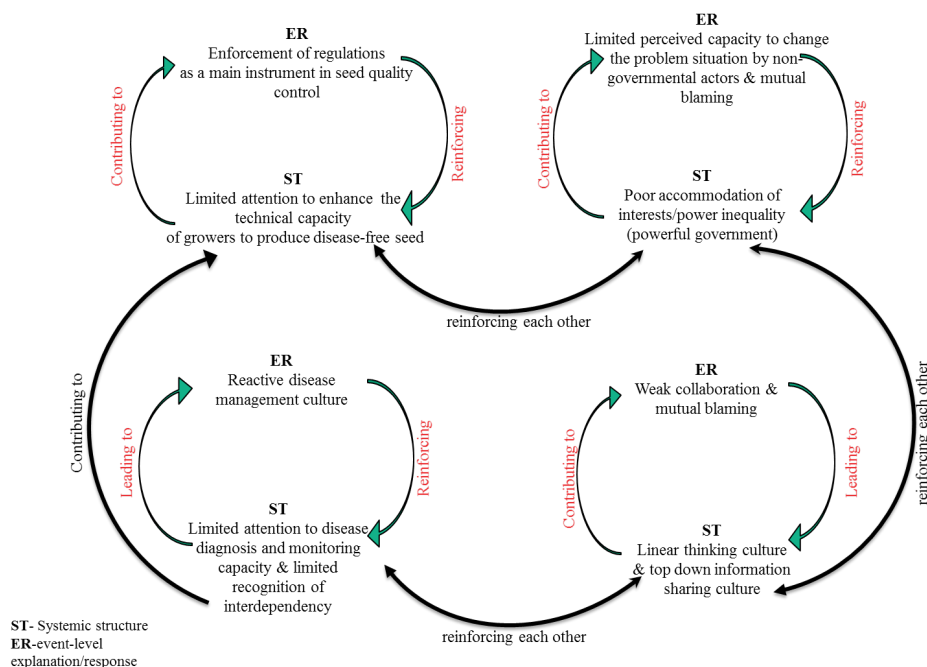 ER
Enforcement of regulations
as a main instrument in seed quality
control
Contributing to
Reinforcing
ST
Limited attention to enhance the
technical capacity
of growers to produce disease-free seed
ER
Limited perceived capacity to change
the problem situation by non-
governmental actors & mutual
blaming
Contributing to
Reinforcing
ST
Poor accommodation of
interests/power inequality
(powerful government)
reinforcing each other
Contributing to
reinforcing each other
ER
Reactive disease
management culture
Leading to
Reinforcing
ST
Limited attention to disease
diagnosis and monitoring
capacity & limited
recognition of
interdependency
ER
Weak collaboration &
mutual blaming
Contributing to
Leading to
ST
Linear thinking culture
& top down information
sharing culture
reinforcing each other
ST- Systemic structure
ER-event-level
explanation/response